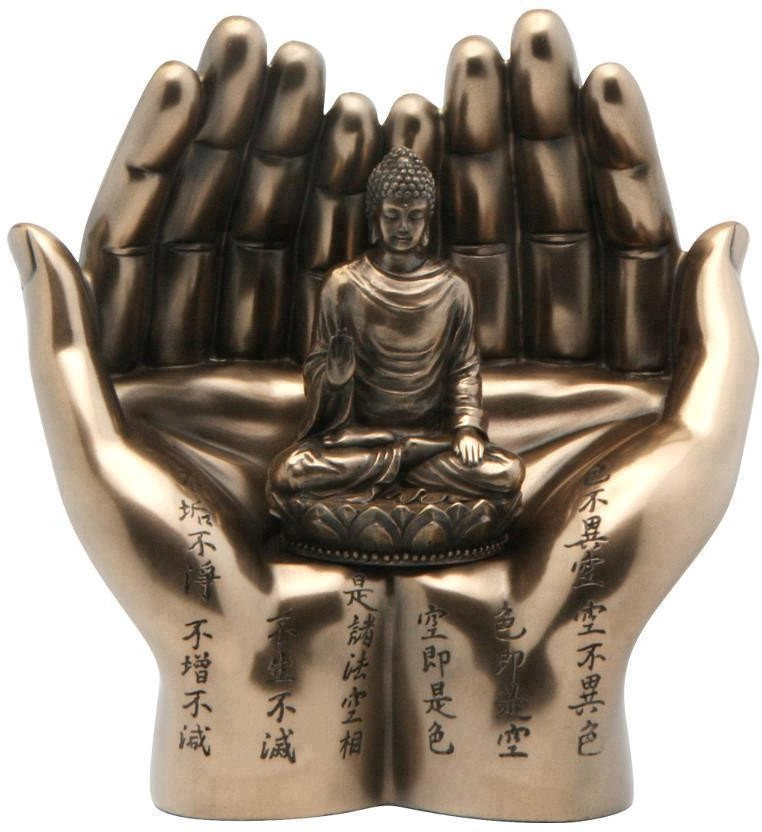 色不異空空不異色
色即是空
空即是色
是諸法空相
不生不滅
不垢不淨不增不減